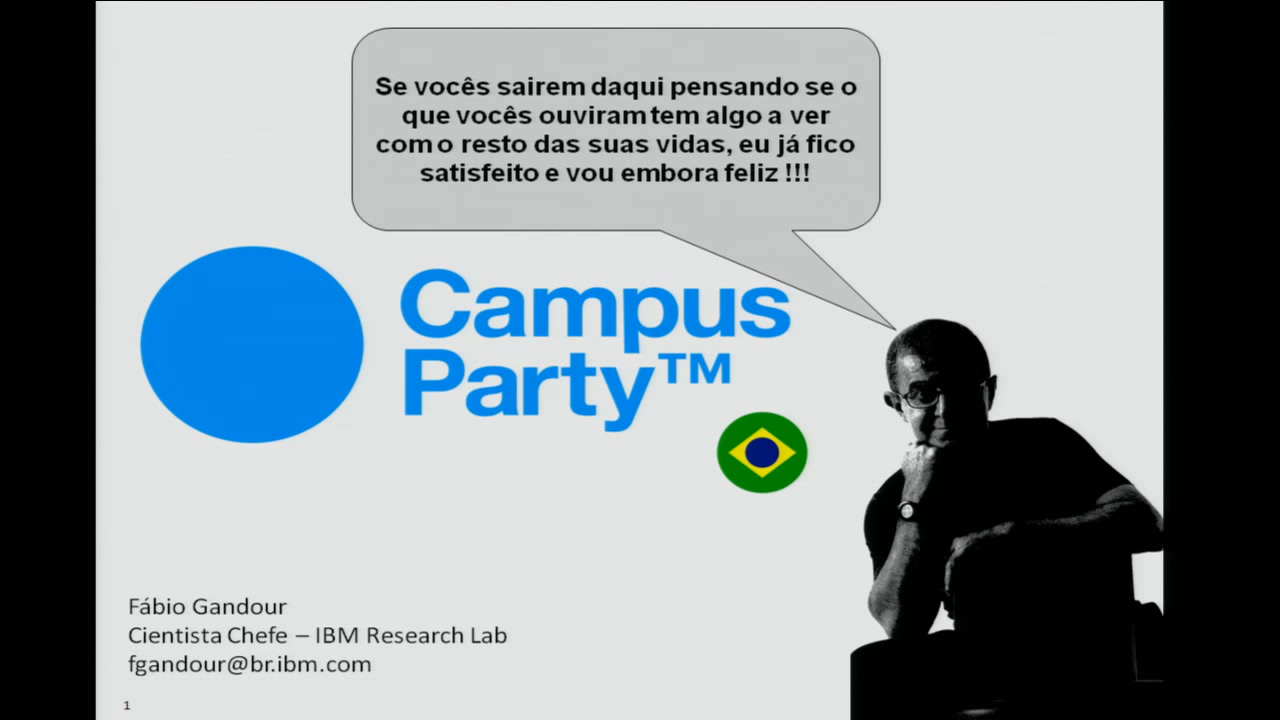 Se vocês sairem daqui pensando se o
que vocês ouviram tem algo a ver
com o resto das suas vidas, eu já fico
satisfeito e vou embora feliz !!!
Campus
Party™
Fábio Gandour
Cientista Chefe – IBM Research Lab
fgandour@br.ibm.com
1